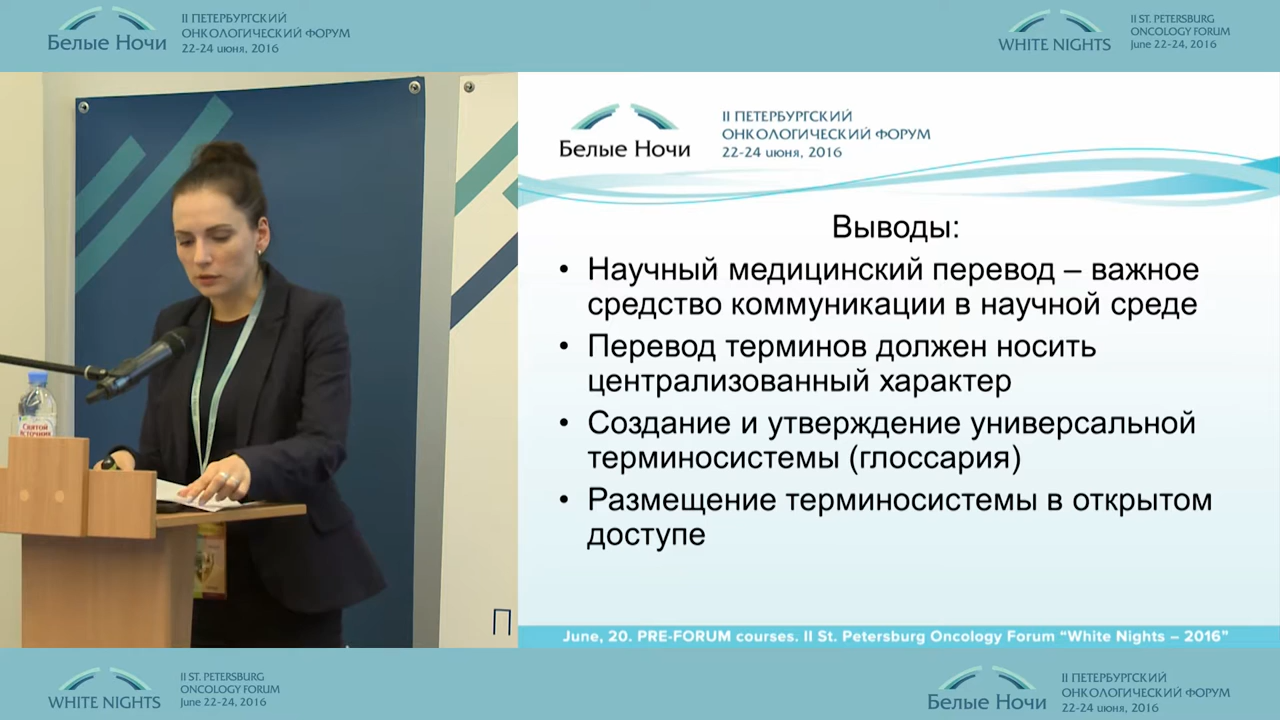 Белые Ночи
II ПЕТЕРБУРГСКИЙ
ОНКОЛОГИЧЕСКИЙ ФОРУМ
22-24 июня, 2016
WHITE NIGHTS
II ST. PETERSBURG
ONCOLOGY FORUM
June 22-24, 2016
Белые Ночи
II ПЕТЕРБУРГСКИЙ
ОНКОЛОГИЧЕСКИЙ ФОРУМ
22-24 июня, 2016
Выводы:
• Научный медицинский перевод – важное
средство коммуникации в научной среде
• Перевод терминов должен носить
централизованный характер
• Создание и утверждение универсальной
терминосистемы (глоссария)
• Размещение терминосистемы в открытом
доступе
Святой
источник
П
June, 20. PRE-FORUM courses. II St. Petersburg Oncology Forum “White Nights – 2016”
WHITE NIGHTS
II ST. PETERSBURG
ONCOLOGY FORUM
June 22-24, 2016
Белые Ночи
II ПЕТЕРБУРГСКИЙ
ОНКОЛОГИЧЕСКИЙ ФОРУМ
22-24 июня, 2016